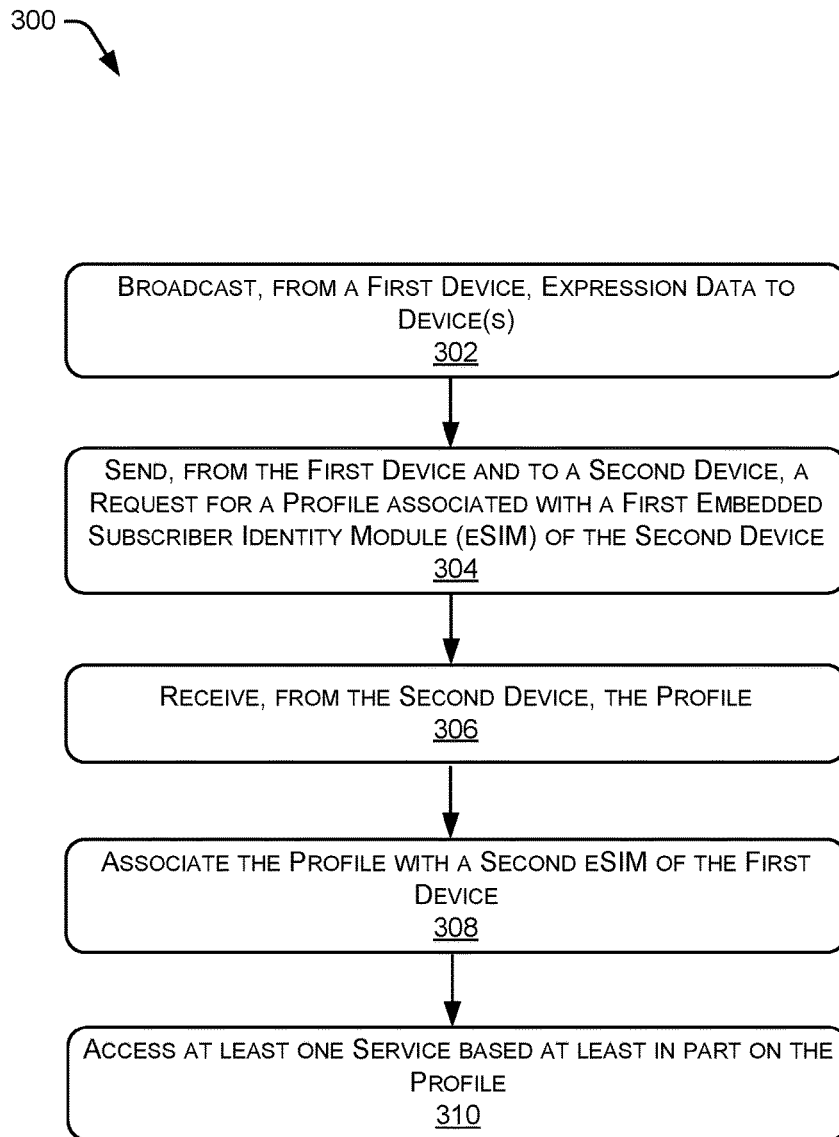 300
BROADCAST, FROM A FIRST DEVICE, EXPRESSION DATA TO
DEVICE(S)
302
SEND, FROM THE FIRST DEVICE AND TO A SECOND DEVICE, A
REQUEST FOR A PROFILE ASSOCIATED WITH A FIRST EMBEDDED
SUBSCRIBER IDENTITY MODULE (ESIM) OF THE SECOND DEVICE
304
RECEIVE, FROM THE SECOND DEVICE, THE PROFILE
306
ASSOCIATE THE PROFILE WITH A SECOND ESIM OF THE FIRST
DEVICE
308
ACCESS AT LEAST ONE SERVICE BASED AT LEAST IN PART ON THE
PROFILE
310